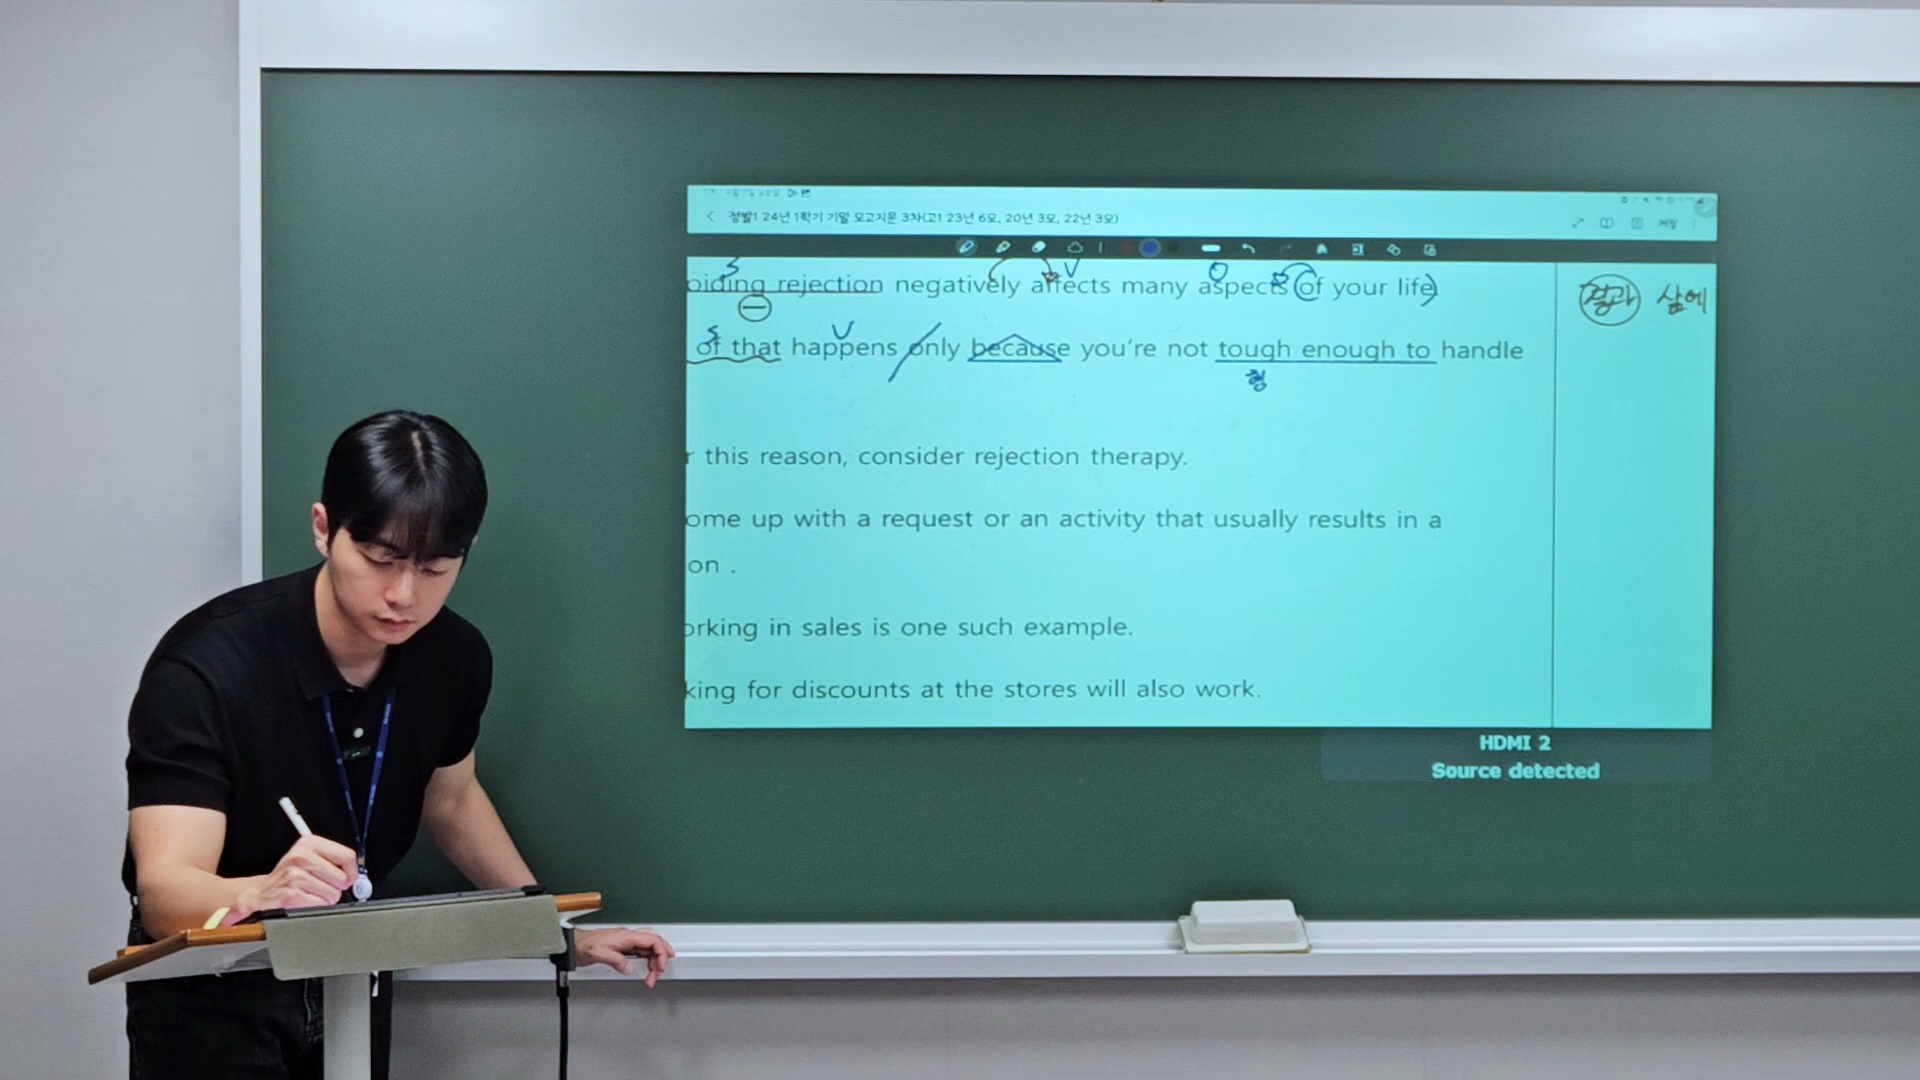 정발1 24년 1학기 기말 모고지문 3차(고1 23년 6모, 20년 3모, 22년 3모)
저장
S V O
oiding rejection negatively affects many aspects of your life)
결과 삶에
S V
of that happens only because you're not tough enough to handle
형
r this reason, consider rejection therapy.
ome up with a request or an activity that usually results in a
on .
orking in sales is one such example.
king for discounts at the stores will also work.
HDMI 2
Source detected